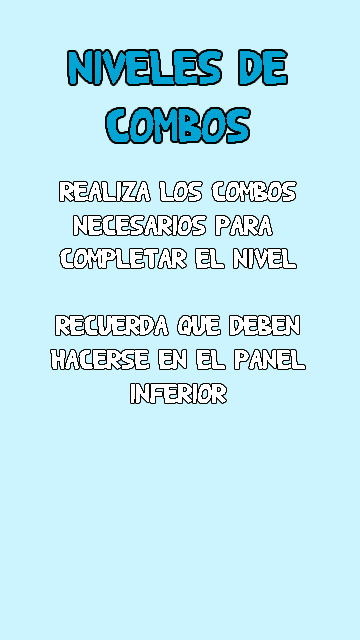 NIVELES DE
COMBOS
REALIZA LOS COMBOS
NECESARIOS PARA
COMPLETAR EL NIVEL
RECUERDA QUE DEBEN
HACERSE EN EL PANEL
INFERIOR